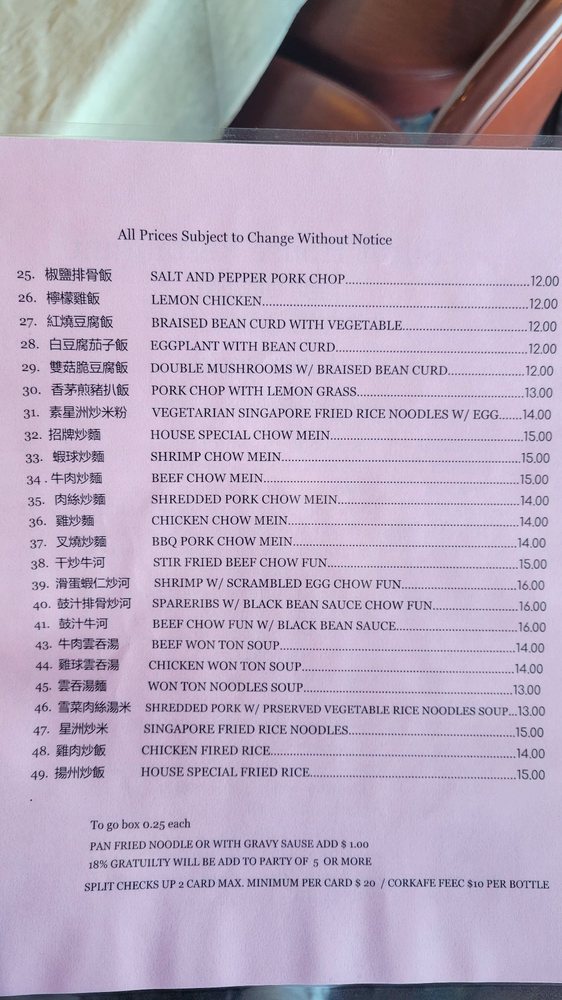 All Prices Subject to Change Without Notice
25. 椒鹽排骨飯 SALT AND PEPPER PORK CHOP 12.00
26. 檸檬雞飯 LEMON CHICKEN 12.00
27. 紅燒豆腐飯 BRAISED BEAN CURD WITH VEGETABLE 12.00
28. 白豆腐茄子飯 EGGPLANT WITH BEAN CURD 12.00
29. 雙菇脆豆腐飯 DOUBLE MUSHROOMS W/ BRAISED BEAN CURD 12.00
30. 香茅煎豬扒飯 PORK CHOP WITH LEMON GRASS 13.00
31. 素星洲炒米粉 VEGETARIAN SINGAPORE FRIED RICE NOODLES W/ EGG 14.00
32. 招牌炒麵 HOUSE SPECIAL CHOW MEIN 15.00
33. 蝦球炒麵 SHRIMP CHOW MEIN 15.00
34 . 牛肉炒麵 BEEF CHOW MEIN 15.00
35. 肉絲炒麵 SHREDDED PORK CHOW MEIN 14.00
36. 雞炒麵 CHICKEN CHOW MEIN 14.00
37. 叉燒炒麵 BBQ PORK CHOW MEIN 14.00
38. 干炒牛河 STIR FRIED BEEF CHOW FUN 15.00
39. 滑蛋蝦仁炒河 SHRIMP W/ SCRAMBLED EGG CHOW FUN 16.00
40. 鼓汁排骨炒河 SPARERIBS W/ BLACK BEAN SAUCE CHOW FUN 16.00
41. 鼓汁牛河 BEEF CHOW FUN W/ BLACK BEAN SAUCE 16.00
43. 牛肉雲吞湯 BEEF WON TON SOUP 14.00
44. 雞球雲吞湯 CHICKEN WON TON SOUP 14.00
45. 雲吞湯麵 WON TON NOODLES SOUP 13.00
46. 雪菜肉絲湯米 SHREDDED PORK W/ PRSERVED VEGETABLE RICE NOODLES SOUP 13.00
47. 星洲炒米 SINGAPORE FRIED RICE NOODLES 15.00
48. 雞肉炒飯 CHICKEN FIRED RICE 14.00
49. 揚州炒飯 HOUSE SPECIAL FRIED RICE 15.00
To go box 0.25 each
PAN FRIED NOODLE OR WITH GRAVY SAUSE ADD $ 1.00
18% GRATUILTY WILL BE ADD TO PARTY OF 5 OR MORE
SPLIT CHECKS UP 2 CARD MAX. MINIMUM PER CARD $ 20 / CORKAFE FEEC $10 PER BOTTLE